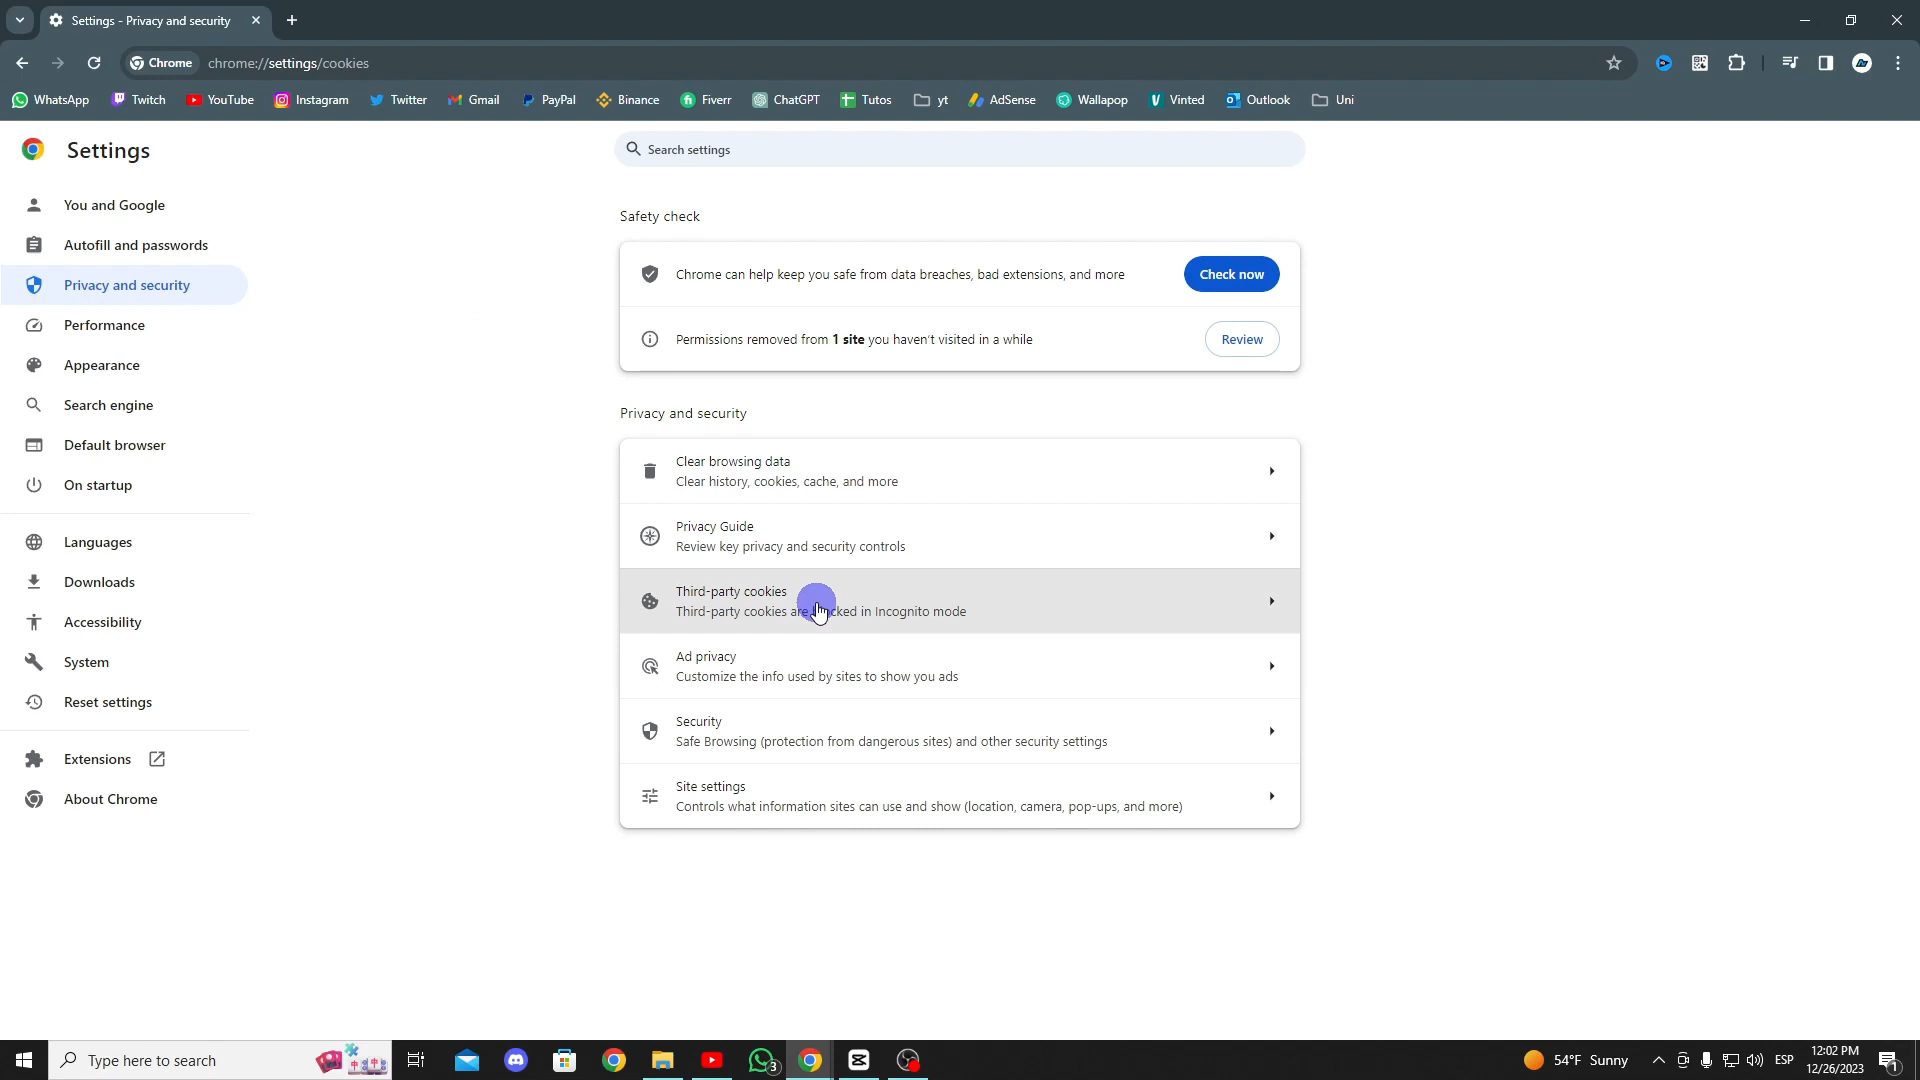 Settings - Privacy and security
Chrome chrome://settings/cookies
WhatsApp Twitch YouTube Instagram Twitter Gmail PayPal Binance Fiverr ChatGPT Tutos yt AdSense Wallapop Vinted Outlook Uni
Settings
Search settings
You and Google
Autofill and passwords
Privacy and security
Performance
Appearance
Search engine
Default browser
On startup
Languages
Downloads
Accessibility
System
Reset settings
Extensions
About Chrome
Safety check
Chrome can help keep you safe from data breaches, bad extensions, and more
Check now
Permissions removed from 1 site you haven't visited in a while
Review
Privacy and security
Clear browsing data
Clear history, cookies, cache, and more
Privacy Guide
Review key privacy and security controls
Third-party cookies
Third-party cookies are blocked in Incognito mode
Ad privacy
Customize the info used by sites to show you ads
Security
Safe Browsing (protection from dangerous sites) and other security settings
Site settings
Controls what information sites can use and show (location, camera, pop-ups, and more)
Type here to search
3
54°F Sunny
ESP
12:02 PM
12/26/2023
1